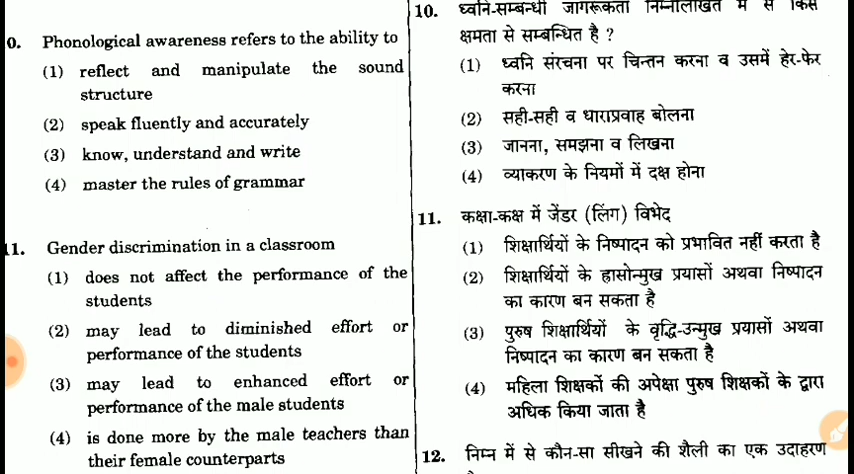 0. Phonological awareness refers to the ability to
(1) reflect and manipulate the sound
structure
(2) speak fluently and accurately
(3) know, understand and write
(4) master the rules of grammar
11. Gender discrimination in a classroom
(1) does not affect the performance of the
students
(2) may lead to diminished effort or
performance of the students
(3) may lead to enhanced effort or
performance of the male students
(4) is done more by the male teachers than
their female counterparts
10. ध्वनि-सम्बन्धी जागरूकता निम्नलिखित में से किस
क्षमता से सम्बन्धित है ?
(1) ध्वनि संरचना पर चिन्तन करना व उसमें हेर-फेर
करना
(2) सही-सही व धाराप्रवाह बोलना
(3) जानना, समझना व लिखना
(4) व्याकरण के नियमों में दक्ष होना
11. कक्षा-कक्ष में जेंडर (लिंग) विभेद
(1) शिक्षार्थियों के निष्पादन को प्रभावित नहीं करता है
(2) शिक्षार्थियों के ह्रासोन्मुख प्रयासों अथवा निष्पादन
का कारण बन सकता है
(3) पुरुष शिक्षार्थियों के वृद्धि-उन्मुख प्रयासों अथवा
निष्पादन का कारण बन सकता है
(4) महिला शिक्षकों की अपेक्षा पुरुष शिक्षकों के द्वारा
अधिक किया जाता है
12. निम्न में से कौन-सा सीखने की शैली का एक उदाहरण